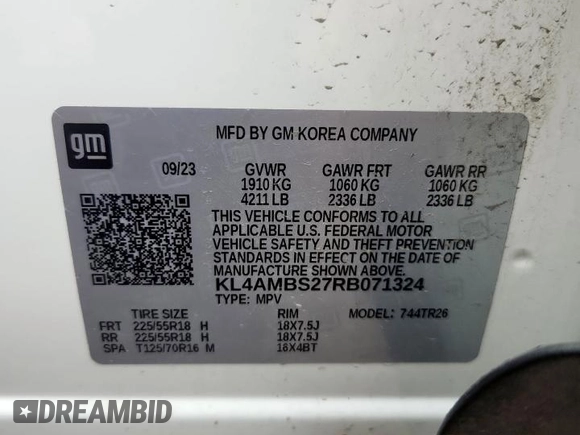 gm
MFD BY GM KOREA COMPANY
09/23 GVWR GAWR FRT GAWR RR
1910 KG 1060 KG 1060 KG
4211 LB 2336 LB 2336 LB
THIS VEHICLE CONFORMS TO ALL
APPLICABLE U.S. FEDERAL MOTOR
VEHICLE SAFETY AND THEFT PREVENTION
STANDARDS IN EFFECT ON THE DATE OF
MANUFACTURE SHOWN ABOVE.
KL4AMBS27RB071324
TYPE: MPV MODEL: 744TR26
TIRE SIZE RIM
FRT 225/55R18 H 18X7.5J
RR 225/55R18 H 18X7.5J
SPA T125/70R16 M 16X4BT
DREAMBID